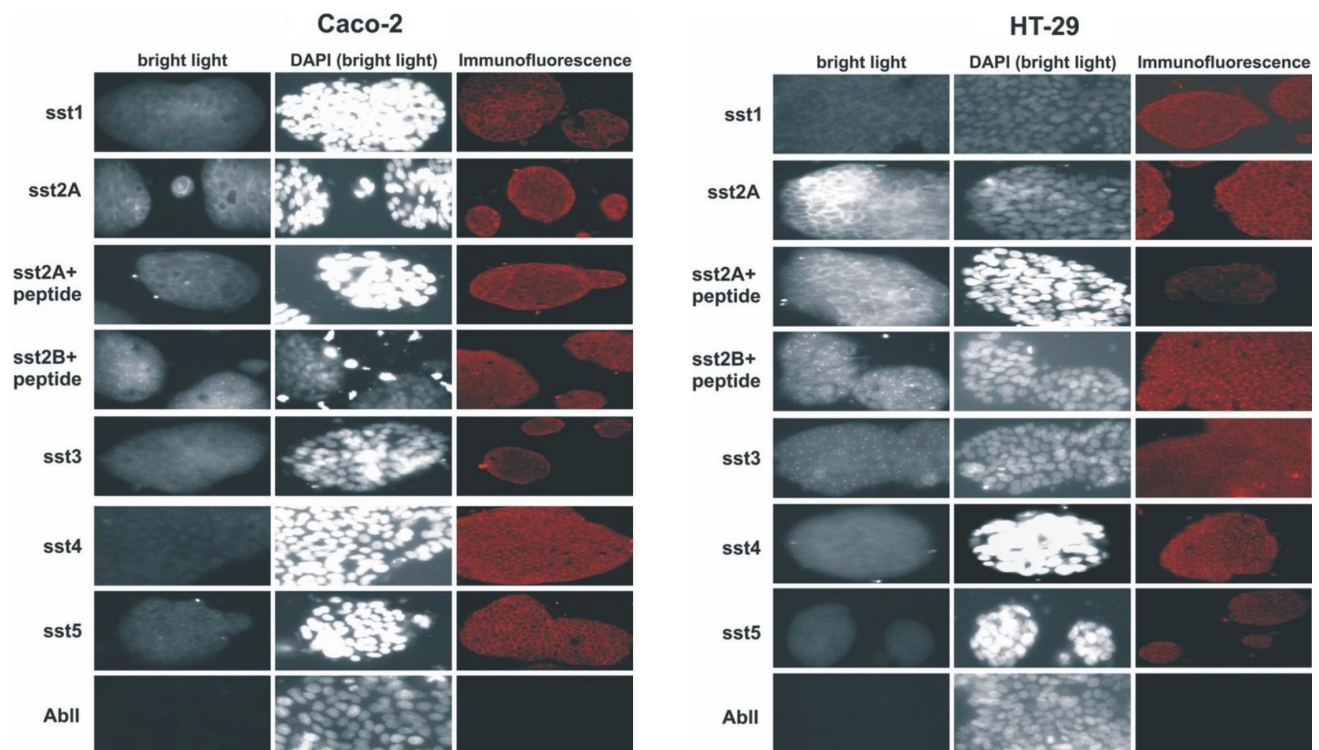 Caco-2
bright light DAPI (bright light) Immunofluorescence
sst1
sst2A
sst2A+
peptide
sst2B+
peptide
sst3
sst4
sst5
AbII
HT-29
bright light DAPI (bright light) Immunofluorescence
sst1
sst2A
sst2A+
peptide
sst2B+
peptide
sst3
sst4
sst5
AbII